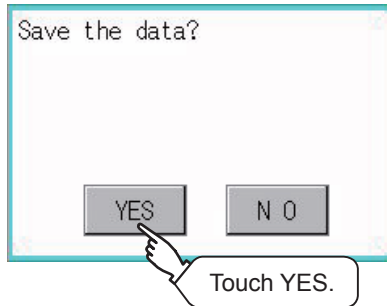 Save the data?
YES
N O
Touch YES.